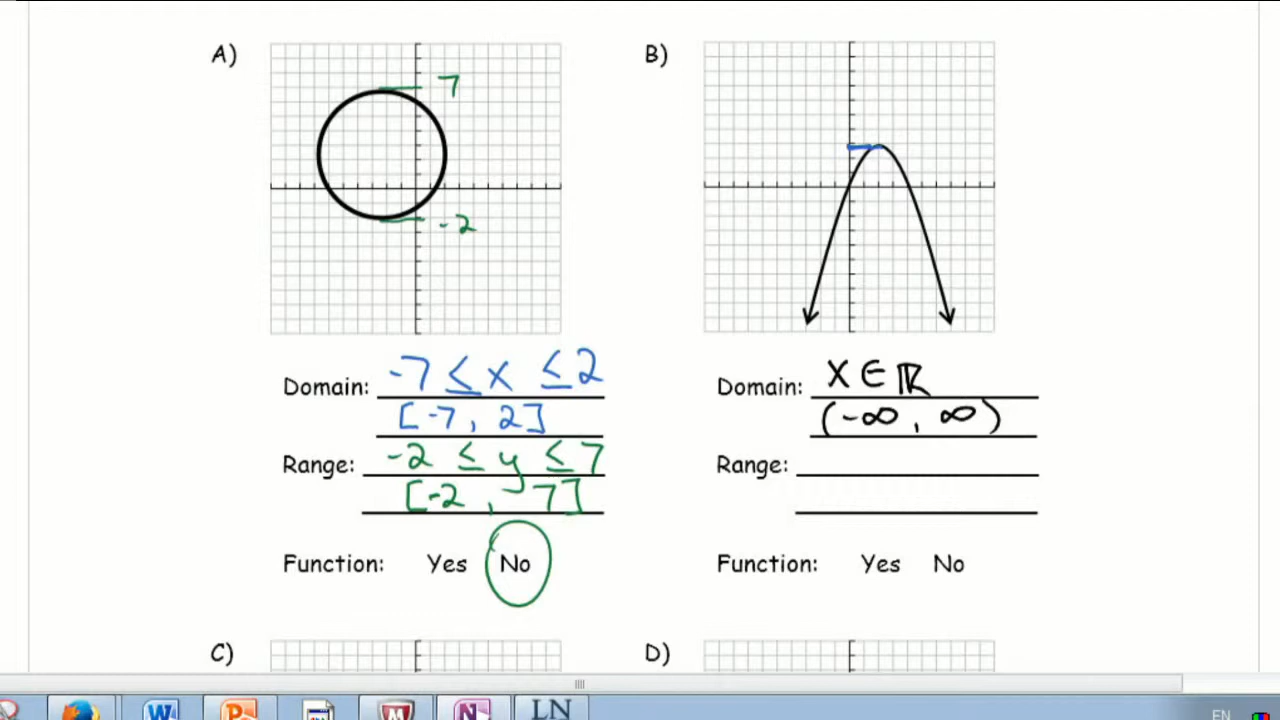 A)
7
-2
Domain: -7 ≤ x ≤ 2
[-7, 2]
Range: -2 ≤ y ≤ 7
[-2, 7]
Function: Yes No
B)
Domain: x ∈ ℝ
(-∞, ∞)
Range:
Function: Yes No
C)
D)
W
P
M
N
LN
EN